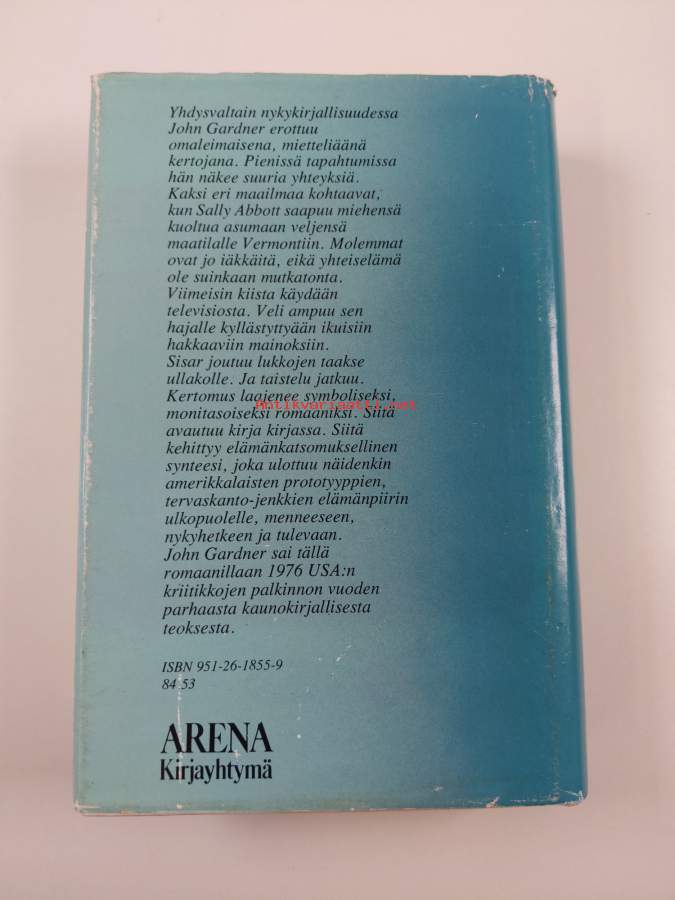 Yhdysvaltain nykykirjallisuudessa
John Gardner erottuu
omaleimaisena, mietteliäänä
kertojana. Pienissä tapahtumissa
hän näkee suuria yhteyksiä.
Kaksi eri maailmaa kohtaavat,
kun Sally Abbott saapuu miehensä
kuoltua asumaan veljensä
maatilalle Vermontiin. Molemmat
ovat jo iäkkäitä, eikä yhteiselämä
ole suinkaan mutkatonta.
Viimeisin kiista käydään
televisiosta. Veli ampuu sen
hajalle kyllästyttyään ikuisiin
hakkaaviin mainoksiin.
Sisar joutuu lukkojen taakse
ullakolle. Ja taistelu jatkuu.
Kertomus laajenee symboliseksi,
Antikvariaatti.net
monitasoiseksi romaaniksi. Siitä
avautuu kirja kirjassa. Siitä
kehittyy elämänkatsomuksellinen
synteesi, joka ulottuu näidenkin
amerikkalaisten prototyyppien,
tervaskanto-jenkkien elämänpiirin
ulkopuolelle, menneeseen,
nykyhetkeen ja tulevaan.
John Gardner sai tällä
romaanillaan 1976 USA:n
kriitikkojen palkinnon vuoden
parhaasta kaunokirjallisesta
teoksesta.
ISBN 951-26-1855-9
84 53
ARENA
Kirjayhtymä